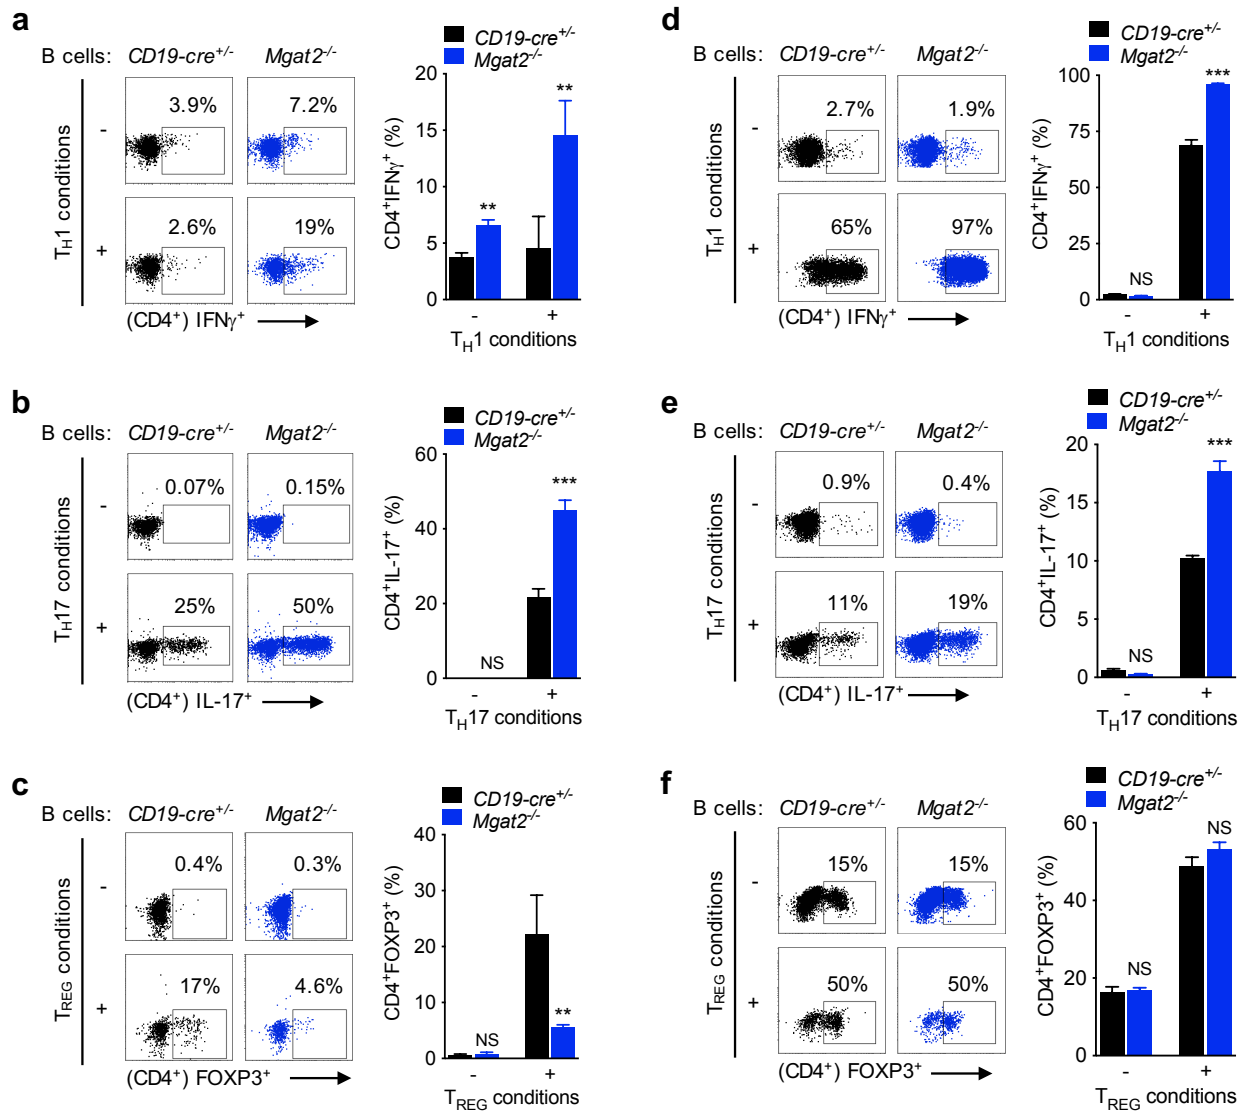 a
B cells: CD19-cre+/- Mgat2-/-
TH1 conditions
-
3.9%
7.2%
+
2.6%
19%
(CD4+) IFNγ+
CD19-cre+/-
Mgat2-/-
CD4+IFNγ+ (%)
20
15
10
5
0
**
**
- +
TH1 conditions
d
B cells: CD19-cre+/- Mgat2-/-
TH1 conditions
-
2.7%
1.9%
+
65%
97%
(CD4+) IFNγ+
CD19-cre+/-
Mgat2-/-
CD4+IFNγ+ (%)
100
75
50
25
0
NS
***
- +
TH1 conditions
b
B cells: CD19-cre+/- Mgat2-/-
TH17 conditions
-
0.07%
0.15%
+
25%
50%
(CD4+) IL-17+
CD19-cre+/-
Mgat2-/-
CD4+IL-17+ (%)
60
40
20
0
NS
***
- +
TH17 conditions
e
B cells: CD19-cre+/- Mgat2-/-
TH17 conditions
-
0.9%
0.4%
+
11%
19%
(CD4+) IL-17+
CD19-cre+/-
Mgat2-/-
CD4+IL-17+ (%)
20
15
10
5
0
NS
***
- +
TH17 conditions
c
B cells: CD19-cre+/- Mgat2-/-
TREG conditions
-
0.4%
0.3%
+
17%
4.6%
(CD4+) FOXP3+
CD19-cre+/-
Mgat2-/-
CD4+FOXP3+ (%)
40
30
20
10
0
NS
**
- +
TREG conditions
f
B cells: CD19-cre+/- Mgat2-/-
TREG conditions
-
15%
15%
+
50%
50%
(CD4+) FOXP3+
CD19-cre+/-
Mgat2-/-
CD4+FOXP3+ (%)
60
40
20
0
NS
NS
- +
TREG conditions